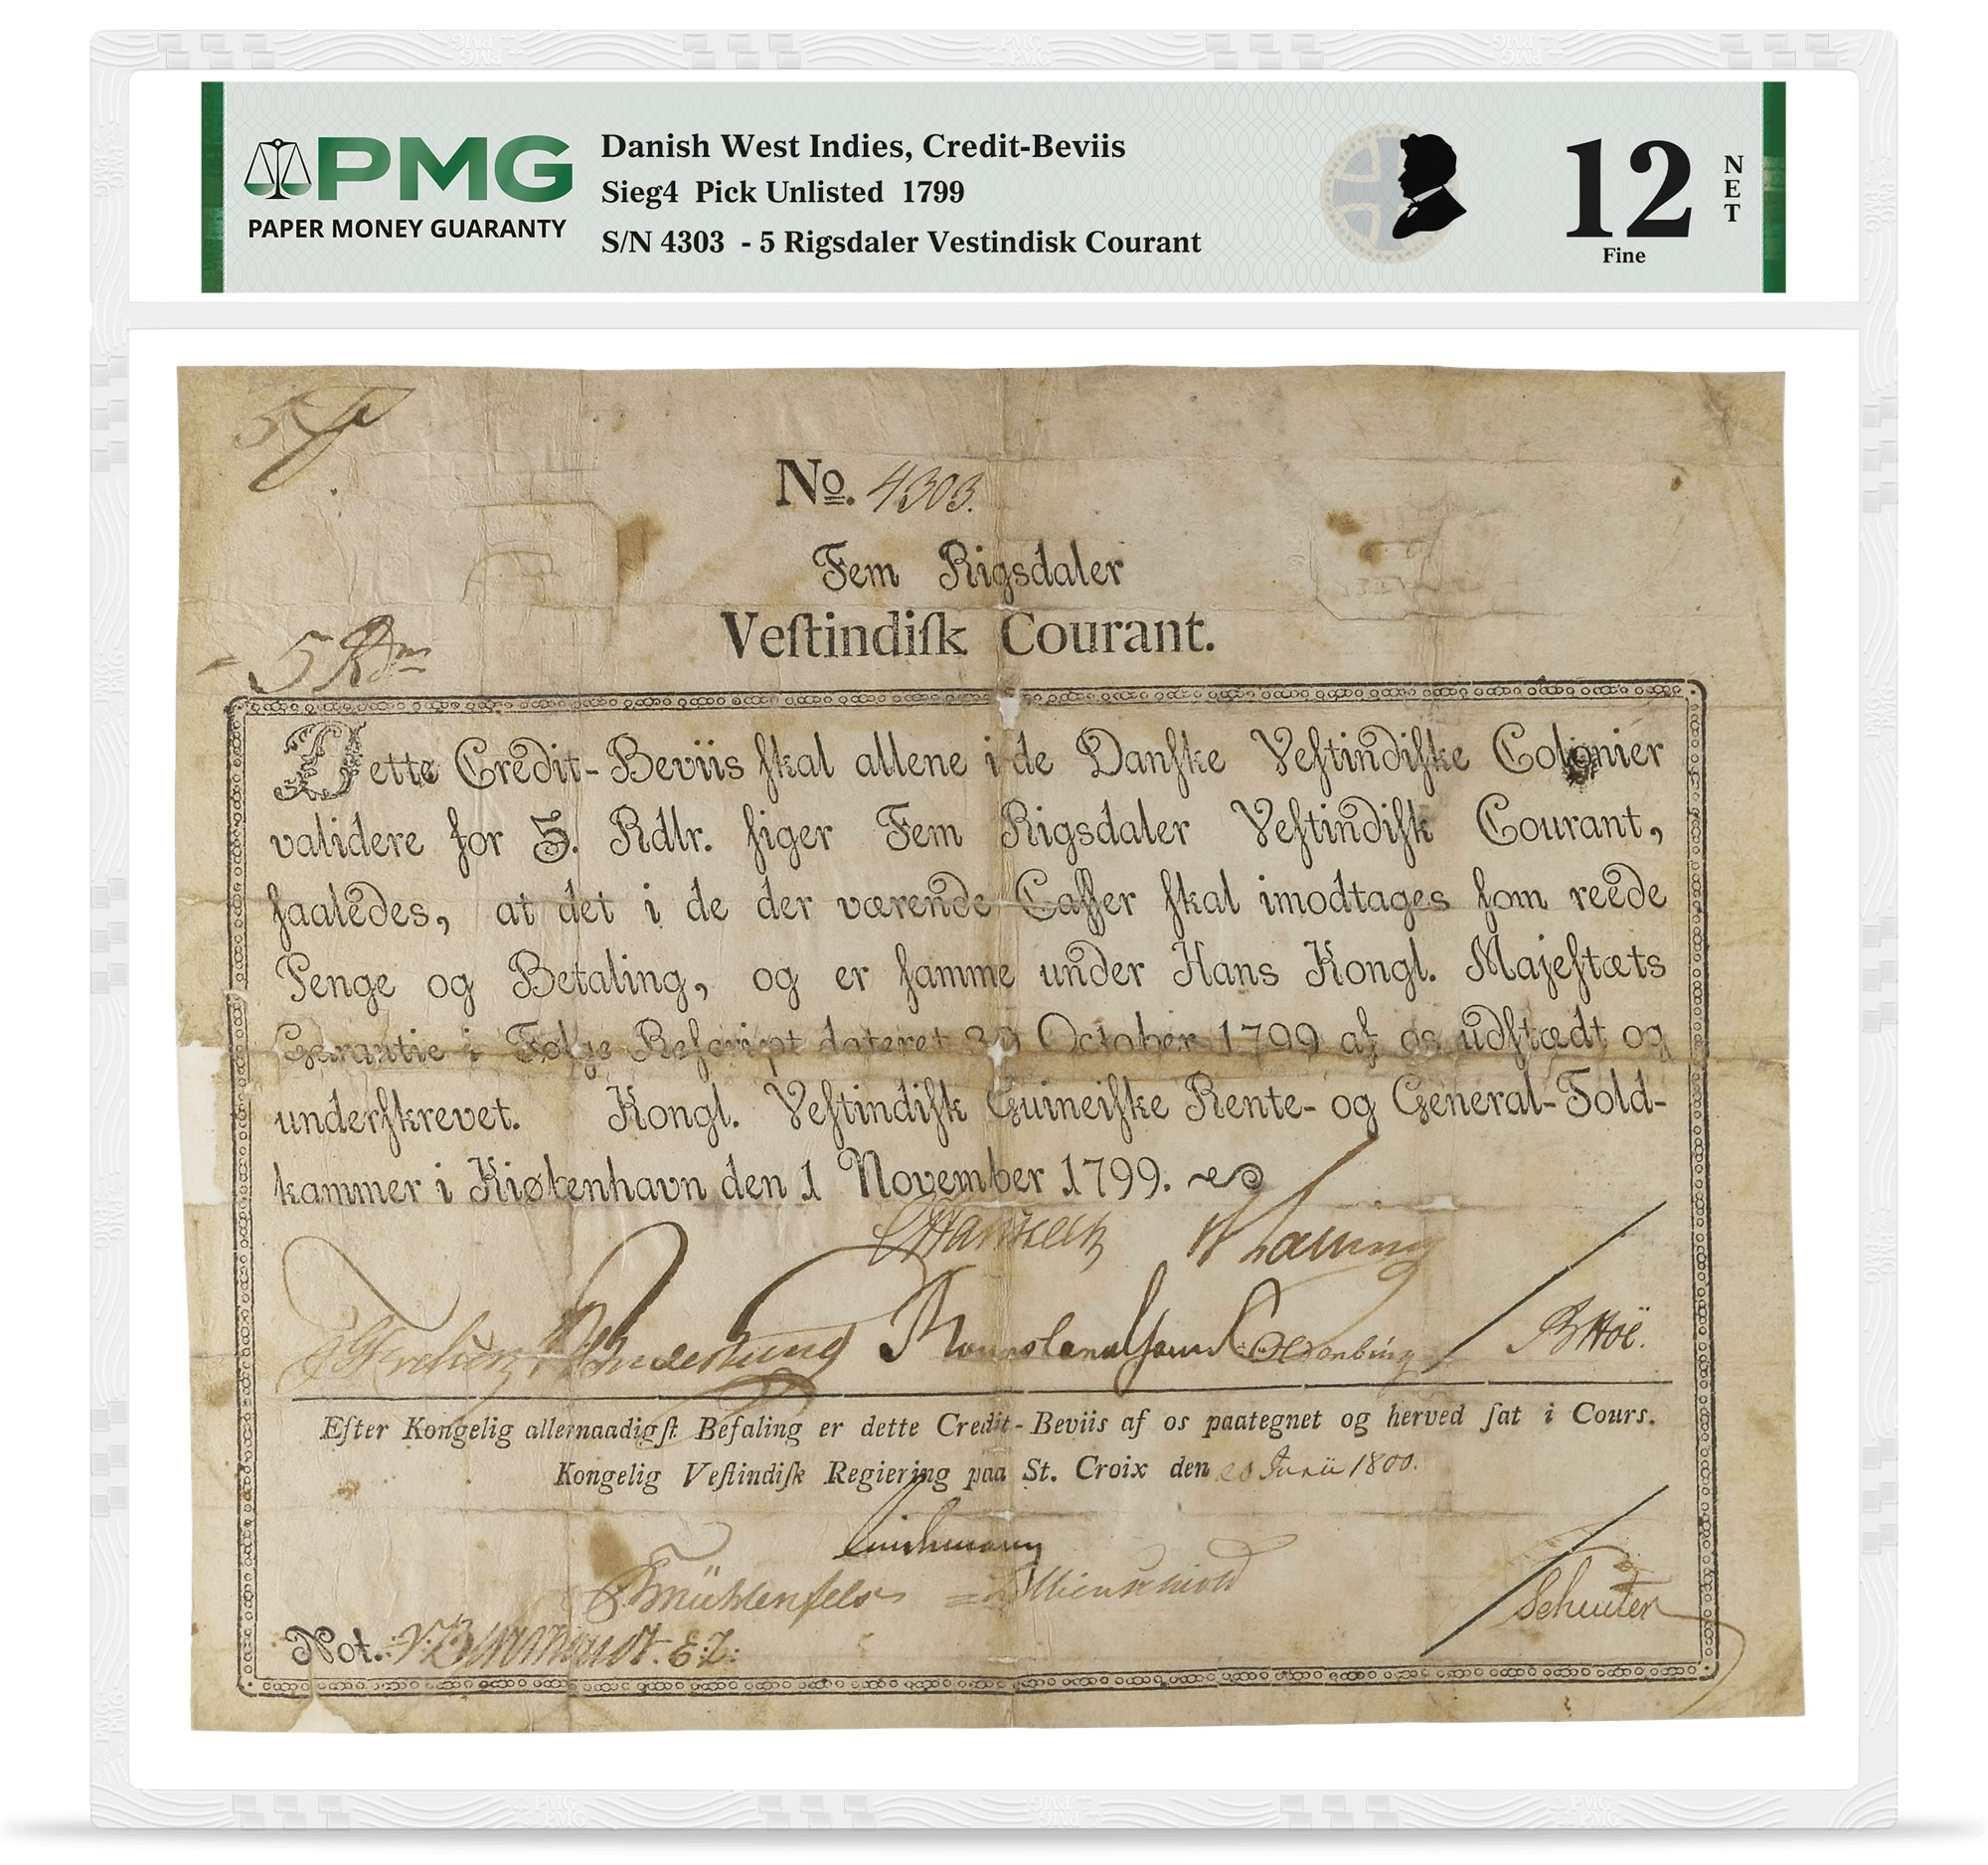 PMG
PAPER MONEY GUARANTY
Danish West Indies, Credit-Beviis
Sieg4 Pick Unlisted 1799
S/N 4303 - 5 Rigsdaler Vestindisk Courant
12
Fine
NET
No. 4303.
Fem Rigsdaler
Veſtindiſk Courant.
5 Rdlr
Dette Credit-Beviis ſkal allene i de Danſke Veſtindiſke Colonier
validere for 5. Rdlr. ſiger Fem Rigsdaler Veſtindiſk Courant,
ſaaledes, at det i de der værende Caſſer ſkal imodtages ſom reede
Penge og Betaling, og er ſamme under Hans Kongl. Majeſtæts
Garantie i Følge Reſcript dateret October 1799 af os udſtædt og
underſkrevet. Kongl. Veſtindiſk Guineiſke Rente- og General-Told-
kammer i Kiøbenhavn den 1 November 1799.
Efter Kongelig allernaadigſt Befaling er dette Credit-Beviis af os paategnet og herved ſat i Cours.
Kongelig Veſtindiſk Regiering paa St. Croix den 1800.
Mühlenfels
Not.